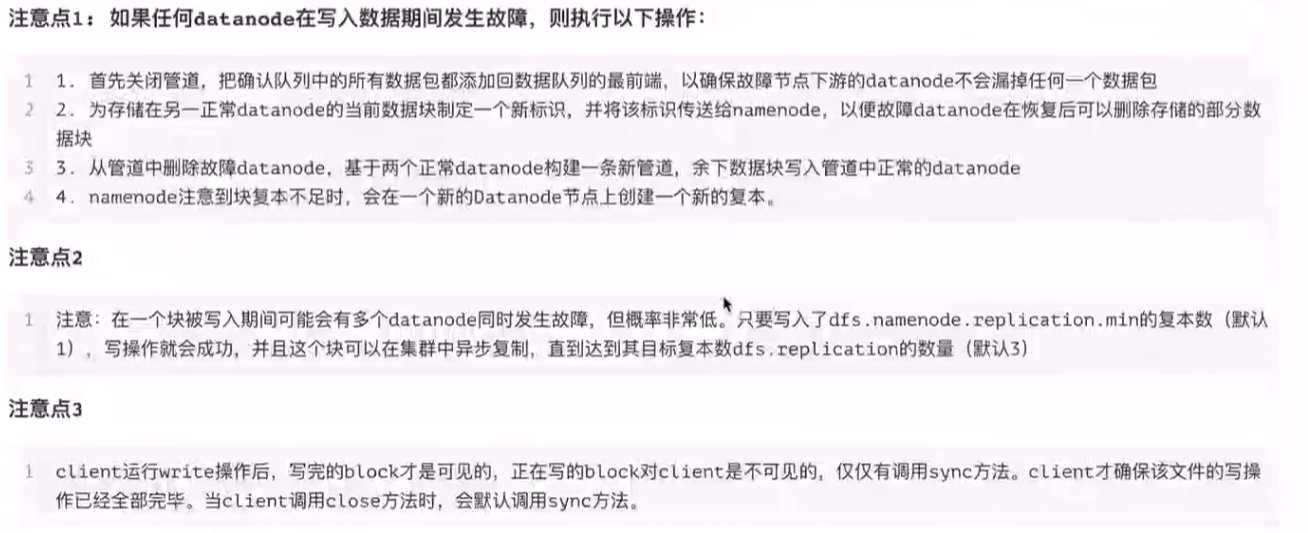 注意点1：如果任何datanode在写入数据期间发生故障，则执行以下操作：
1 1. 首先关闭管道，把确认队列中的所有数据包都添加回数据队列的最前端，以确保故障节点下游的datanode不会漏掉任何一个数据包
2 2. 为存储在另一正常datanode的当前数据块制定一个新标识，并将该标识传送给namenode，以便故障datanode在恢复后可以删除存储的部分数
据块
3 3. 从管道中删除故障datanode，基于两个正常datanode构建一条新管道，余下数据块写入管道中正常的datanode
4 4. namenode注意到块复本不足时，会在一个新的Datanode节点上创建一个新的复本。
注意点2
1 注意：在一个块被写入期间可能会有多个datanode同时发生故障，但概率非常低。只要写入了dfs.namenode.replication.min的复本数（默认
1），写操作就会成功，并且这个块可以在集群中异步复制，直到达到其目标复本数dfs.replication的数量（默认3）
注意点3
1 client运行write操作后，写完的block才是可见的，正在写的block对client是不可见的，仅仅有调用sync方法。client才确保该文件的写操
作已经全部完毕。当client调用close方法时，会默认调用sync方法。